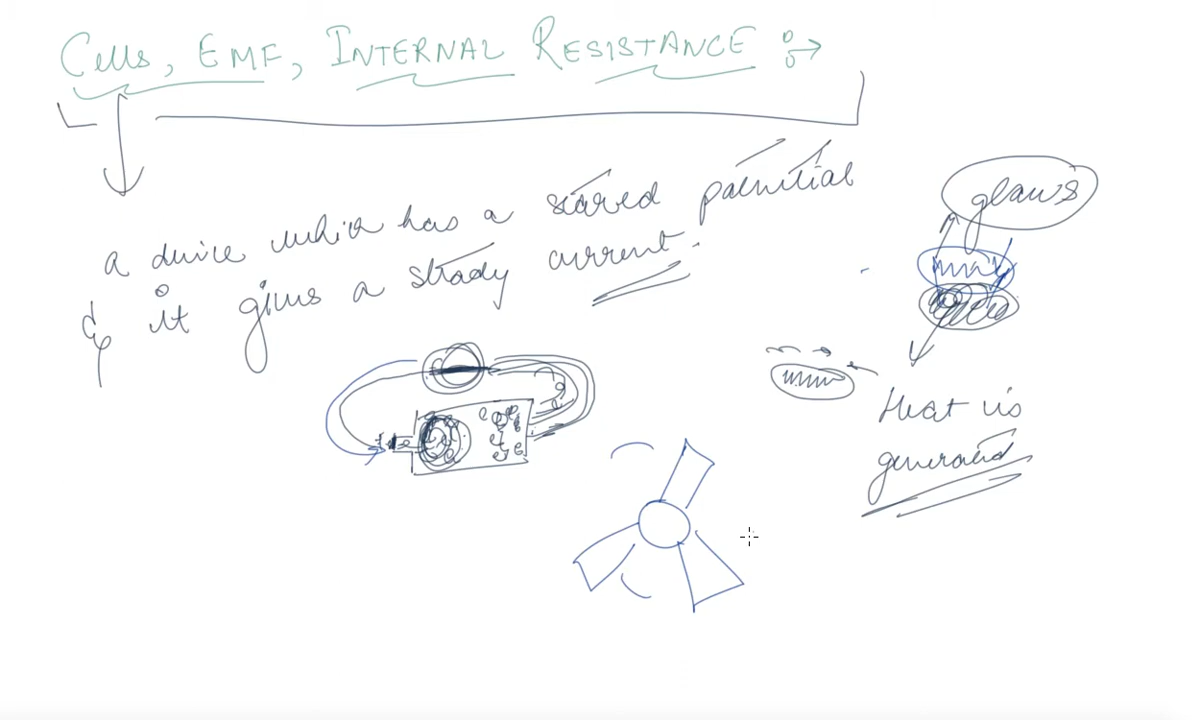 Cells, EMF, INTERNAL RESISTANCE :→
a device which has a stored potential
& it gives a steady current.
glows
Heat is
generated